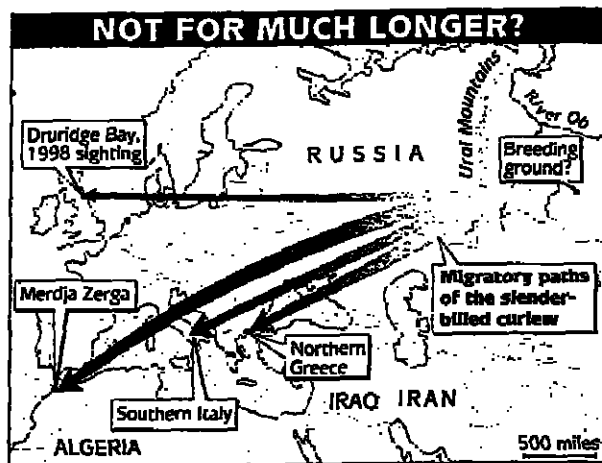 NOT FOR MUCH LONGER?
Ural Mountains
River Ob
Druridge Bay,
1998 sighting
RUSSIA
Breeding
ground?
Merdja Zerga
Migratory paths
of the slender-
billed curlew
Northern
Greece
Southern Italy
IRAQ
IRAN
ALGERIA
500 miles